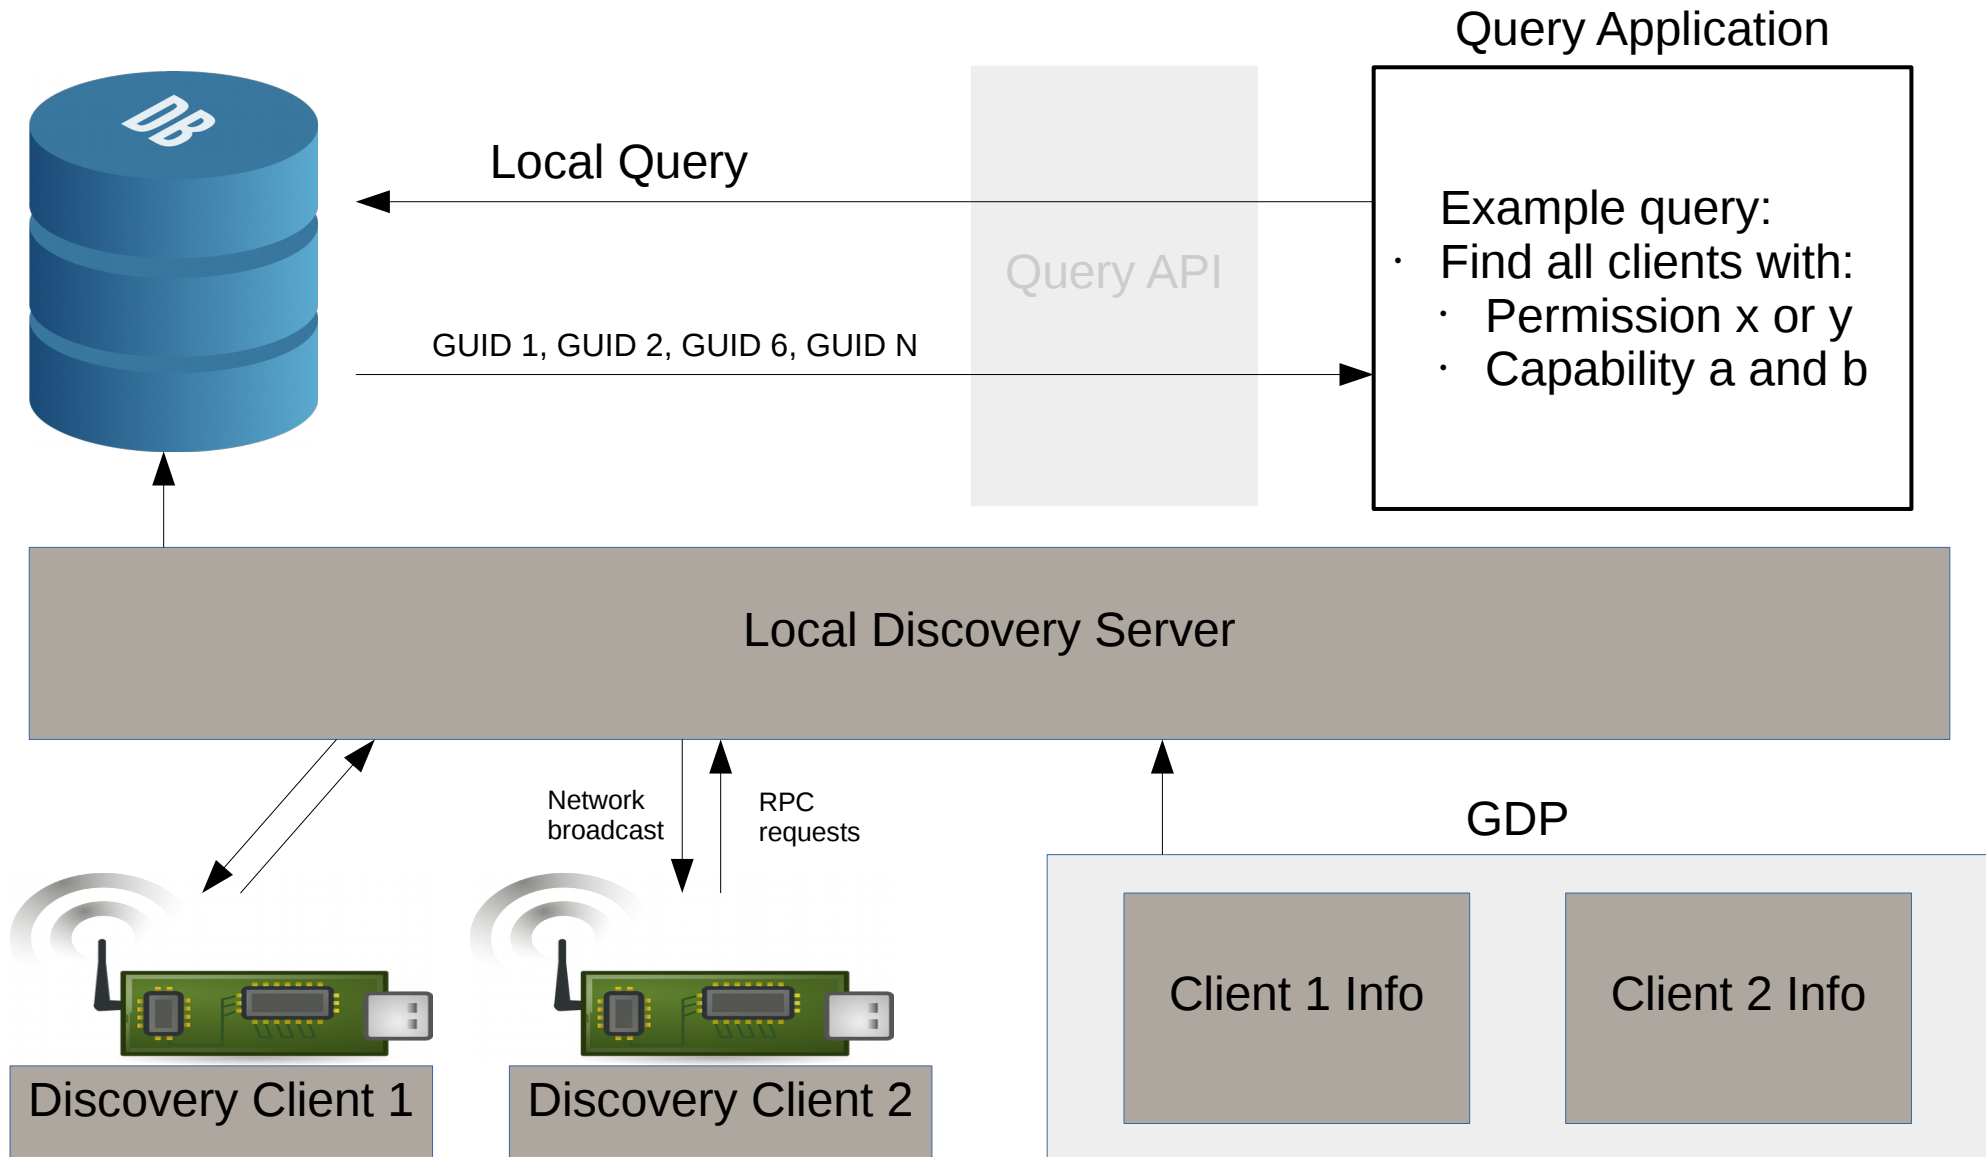 Query Application
DB
Local Query
Query API
GUID 1, GUID 2, GUID 6, GUID N
Example query:
· Find all clients with:
· Permission x or y
· Capability a and b
Local Discovery Server
Network
broadcast
RPC
requests
GDP
Client 1 Info
Client 2 Info
Discovery Client 1
Discovery Client 2